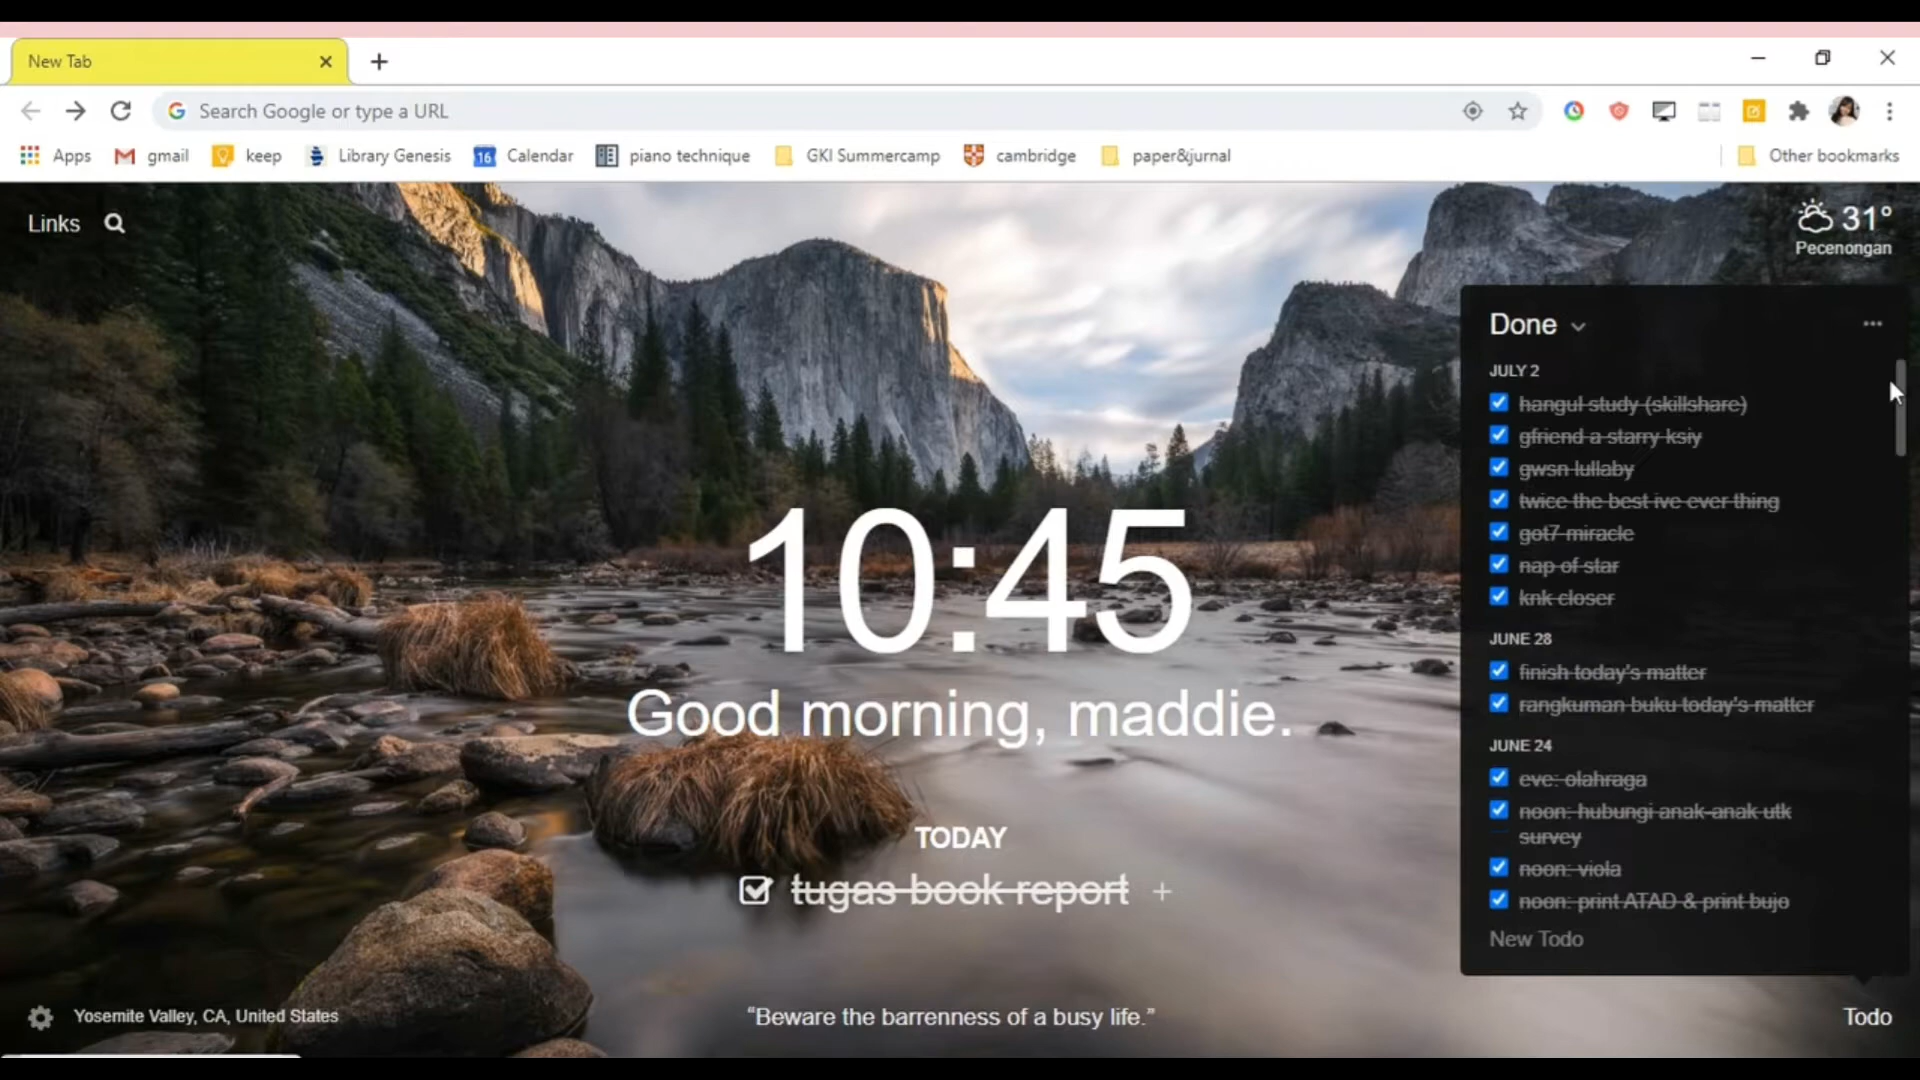 New Tab
Search Google or type a URL
Apps
gmail
keep
Library Genesis
16
Calendar
piano technique
GKI Summercamp
cambridge
paper&jurnal
Other bookmarks
Links
31°
Pecenongan
Done
JULY 2
hangul study (skillshare)
gfriend a starry ksiy
gwsn lullaby
twice the best ive ever thing
got7 miracle
nap of star
knk closer
JUNE 28
finish today's matter
rangkuman buku today's matter
JUNE 24
eve: olahraga
noon: hubungi anak-anak utk
survey
noon: viola
noon: print ATAD & print bujo
New Todo
10:45
Good morning, maddie.
TODAY
tugas book report
Yosemite Valley, CA, United States
“Beware the barrenness of a busy life.”
Todo